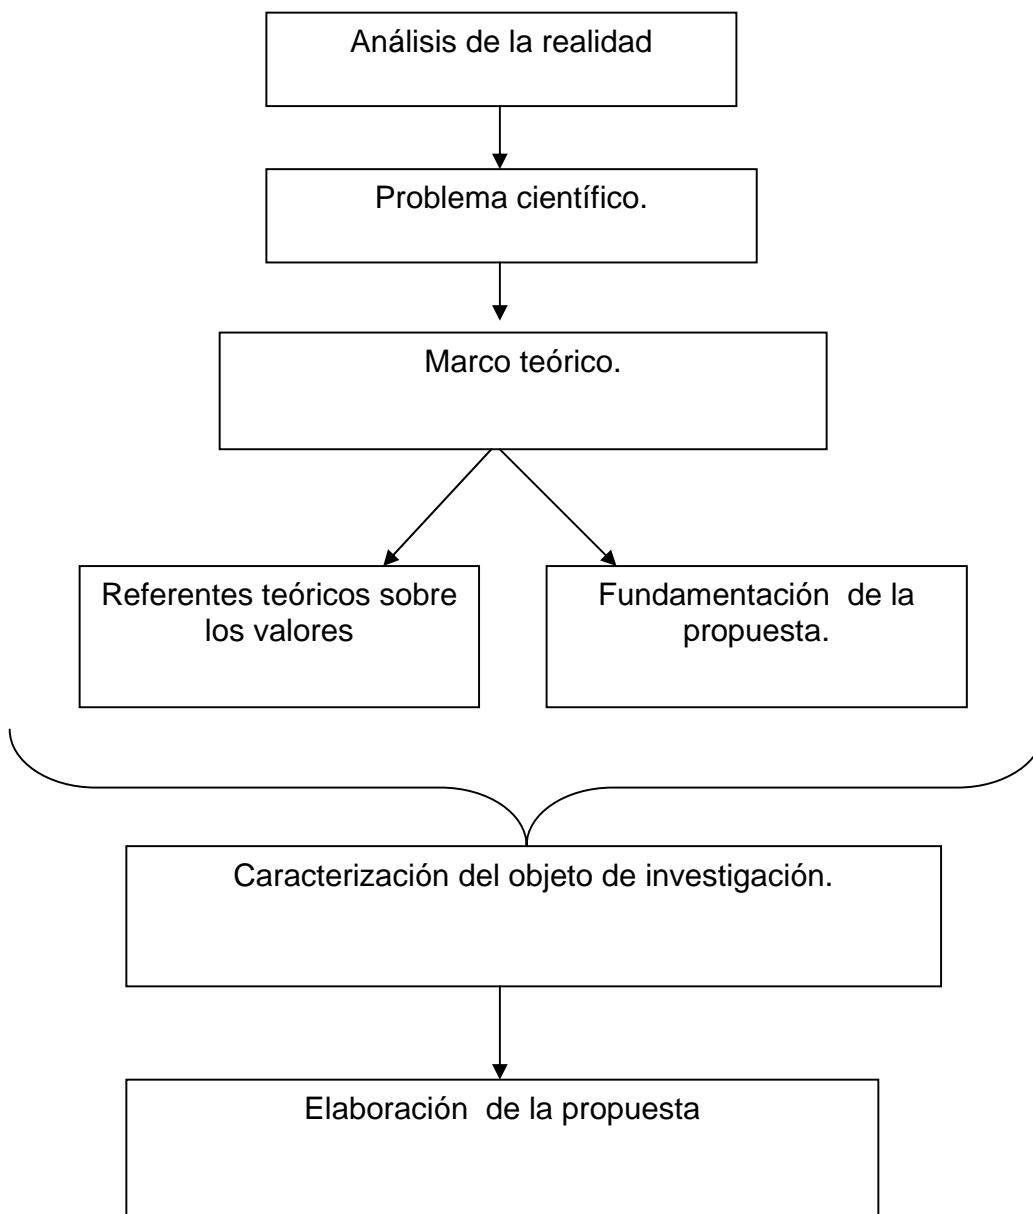 Análisis de la realidad
Problema científico.
Marco teórico.
Referentes teóricos sobre
los valores
Fundamentación  de la
propuesta.
Caracterización del objeto de investigación.
Elaboración  de la propuesta